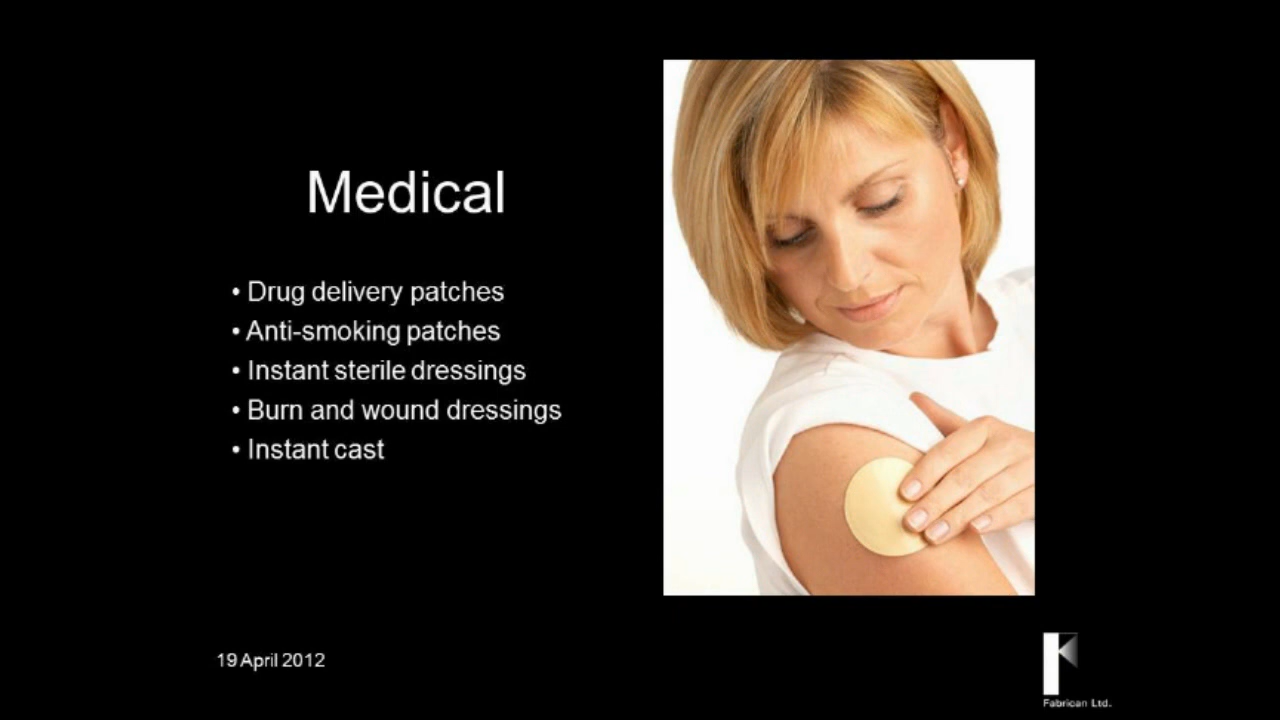 Medical
• Drug delivery patches
• Anti-smoking patches
• Instant sterile dressings
• Burn and wound dressings
• Instant cast
19 April 2012
Fabrican Ltd.